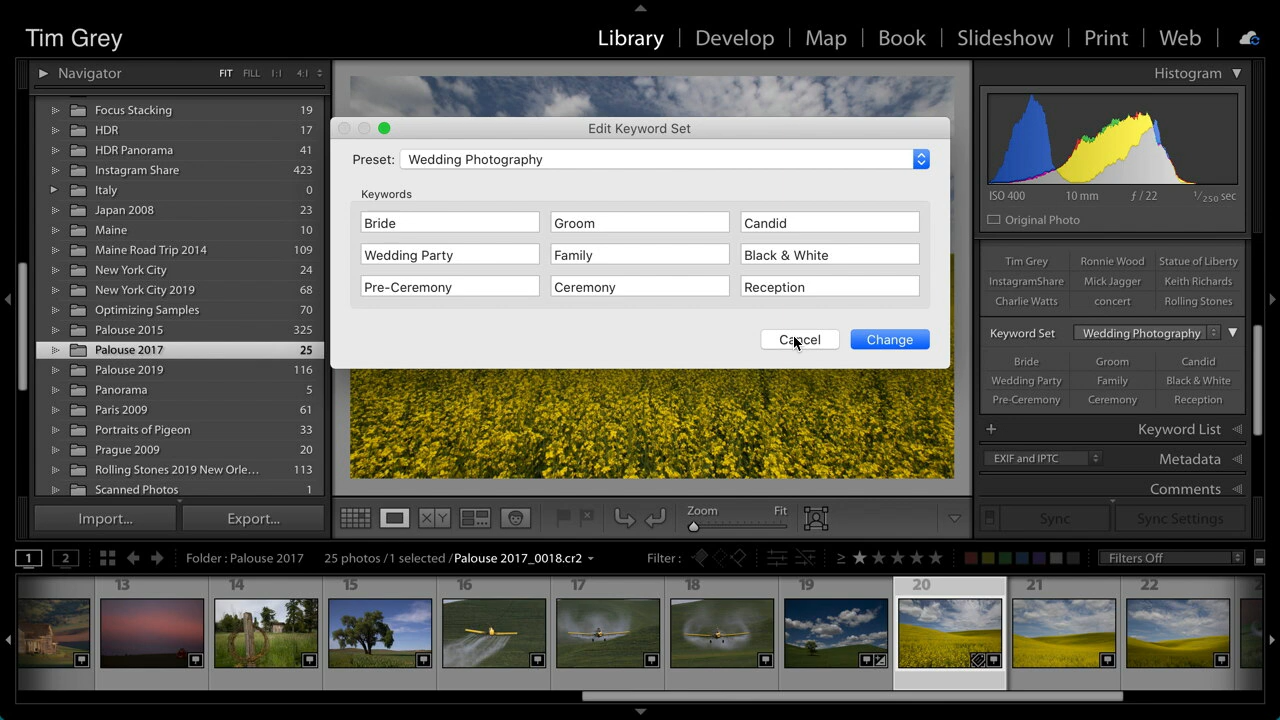 Tim Grey
Library | Develop | Map | Book | Slideshow | Print | Web |
Navigator FIT FILL 1:1 4:1
Focus Stacking 19
HDR 17
HDR Panorama 41
Instagram Share 423
Italy 0
Japan 2008 23
Maine 10
Maine Road Trip 2014 109
New York City 24
New York City 2019 68
Optimizing Samples 70
Palouse 2015 325
Palouse 2017 25
Palouse 2019 116
Panorama 5
Paris 2009 61
Portraits of Pigeon 33
Prague 2009 20
Rolling Stones 2019 New Orle... 113
Scanned Photos 1
Import... Export...
Edit Keyword Set
Preset: Wedding Photography
Keywords
Bride Groom Candid
Wedding Party Family Black & White
Pre-Ceremony Ceremony Reception
Cancel Change
Histogram
ISO 400 10 mm ƒ / 22 1/250 sec
Original Photo
Tim Grey Ronnie Wood Statue of Liberty
InstagramShare Mick Jagger Keith Richards
Charlie Watts concert Rolling Stones
Keyword Set Wedding Photography
Bride Groom Candid
Wedding Party Family Black & White
Pre-Ceremony Ceremony Reception
Keyword List
EXIF and IPTC Metadata
Comments
Sync Sync Settings
X Y Zoom Fit
1 2 Folder : Palouse 2017 25 photos / 1 selected / Palouse 2017_0018.cr2 Filter : ≥ Filters Off
13 14 15 16 17 18 19 20 21 22